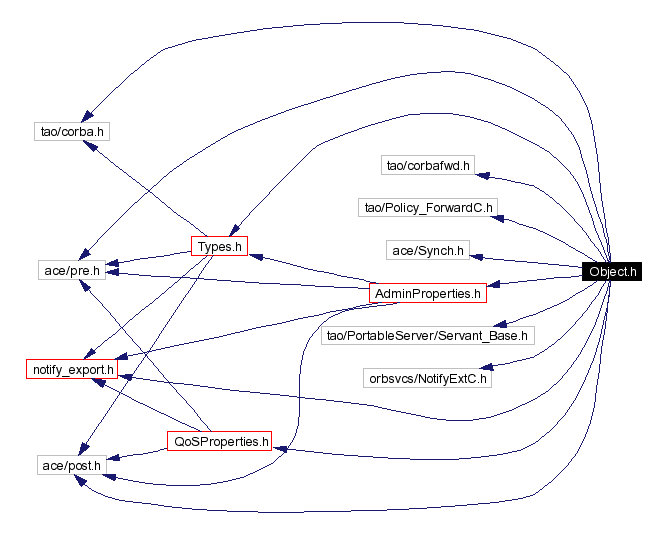 tao/corba.h
tao/corbafwd.h
tao/Policy_ForwardC.h
Types.h
ace/Synch.h
ace/pre.h
Object.h
AdminProperties.h
tao/PortableServer/Servant_Base.h
notify_export.h
orbsvcs/NotifyExtC.h
QoSProperties.h
ace/post.h